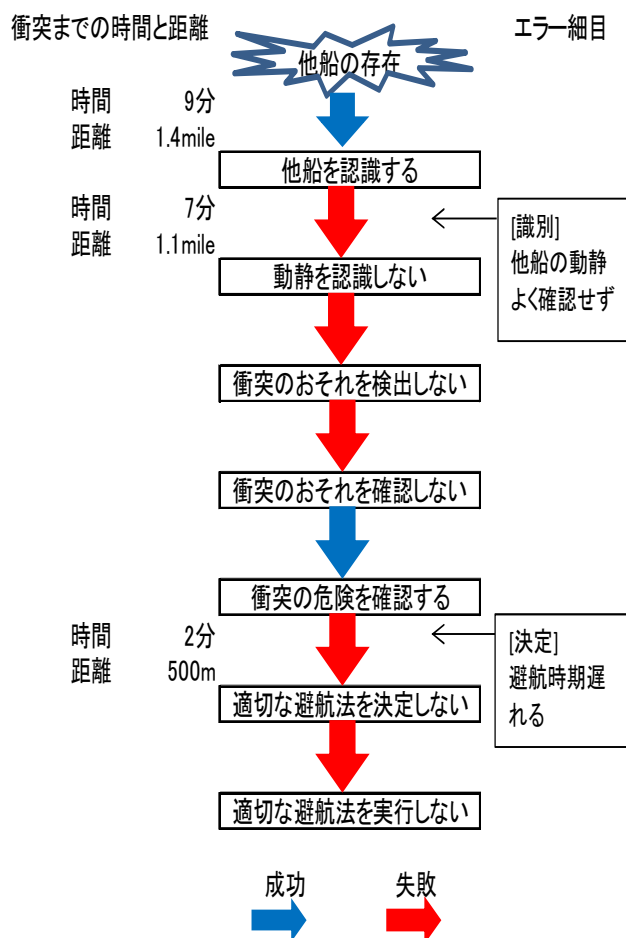 衝突までの時間と距離
エラー細目
他船の存在
時間 9分
距離 1.4mile
他船を認識する
時間 7分
距離 1.1mile
[識別]
他船の動静
よく確認せず
動静を認識しない
衝突のおそれを検出しない
衝突のおそれを確認しない
衝突の危険を確認する
時間 2分
距離 500m
[決定]
避航時期遅
れる
適切な避航法を決定しない
適切な避航法を実行しない
成功
失敗